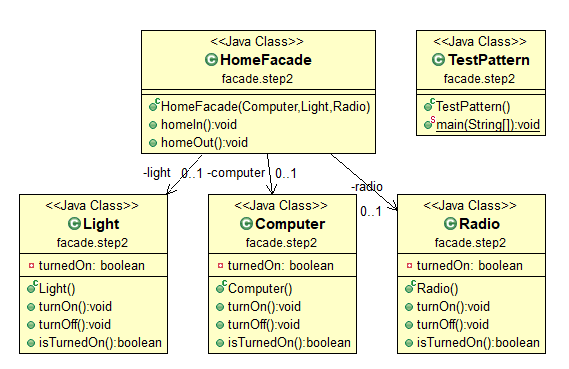 <<Java Class>>
HomeFacade
facade.step2
HomeFacade(Computer,Light,Radio)
homeIn():void
homeOut():void
<<Java Class>>
TestPattern
facade.step2
TestPattern()
main(String[]):void
-light 0..1
-computer 0..1
-radio
0..1
<<Java Class>>
Light
facade.step2
turnedOn: boolean
Light()
turnOn():void
turnOff():void
isTurnedOn():boolean
<<Java Class>>
Computer
facade.step2
turnedOn: boolean
Computer()
turnOn():void
turnOff():void
isTurnedOn():boolean
<<Java Class>>
Radio
facade.step2
turnedOn: boolean
Radio()
turnOn():void
turnOff():void
isTurnedOn():boolean